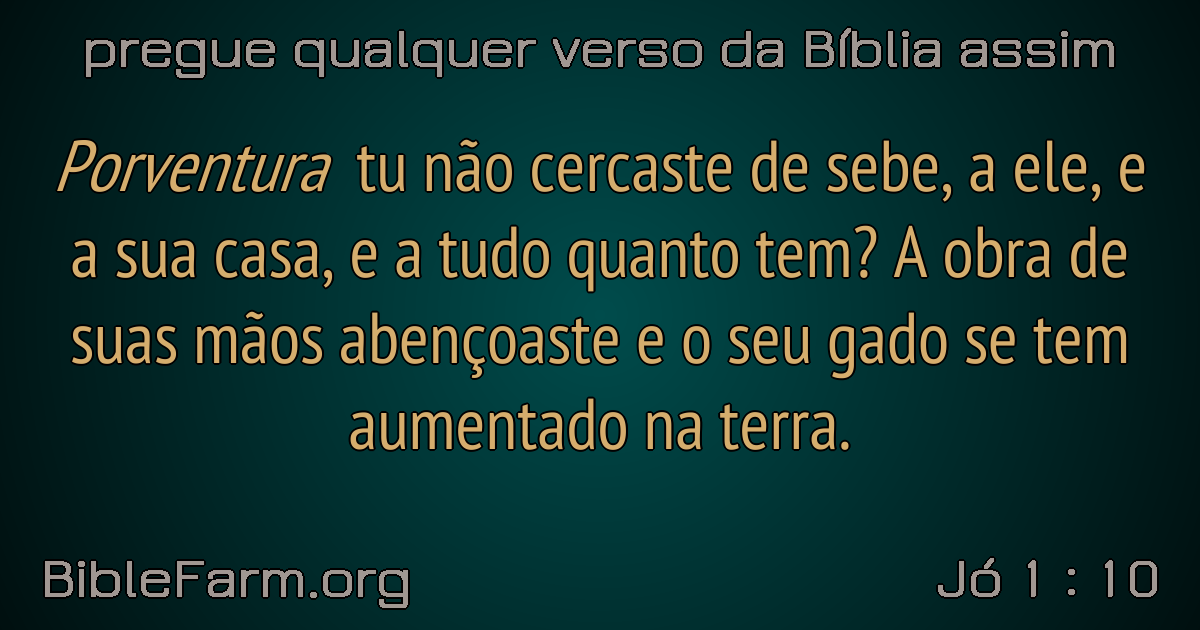 pregue qualquer verso da Bíblia assim
Porventura tu não cercaste de sebe, a ele, e
a sua casa, e a tudo quanto tem? A obra de
suas mãos abençoaste e o seu gado se tem
aumentado na terra.
BibleFarm.org
Jó 1 : 10